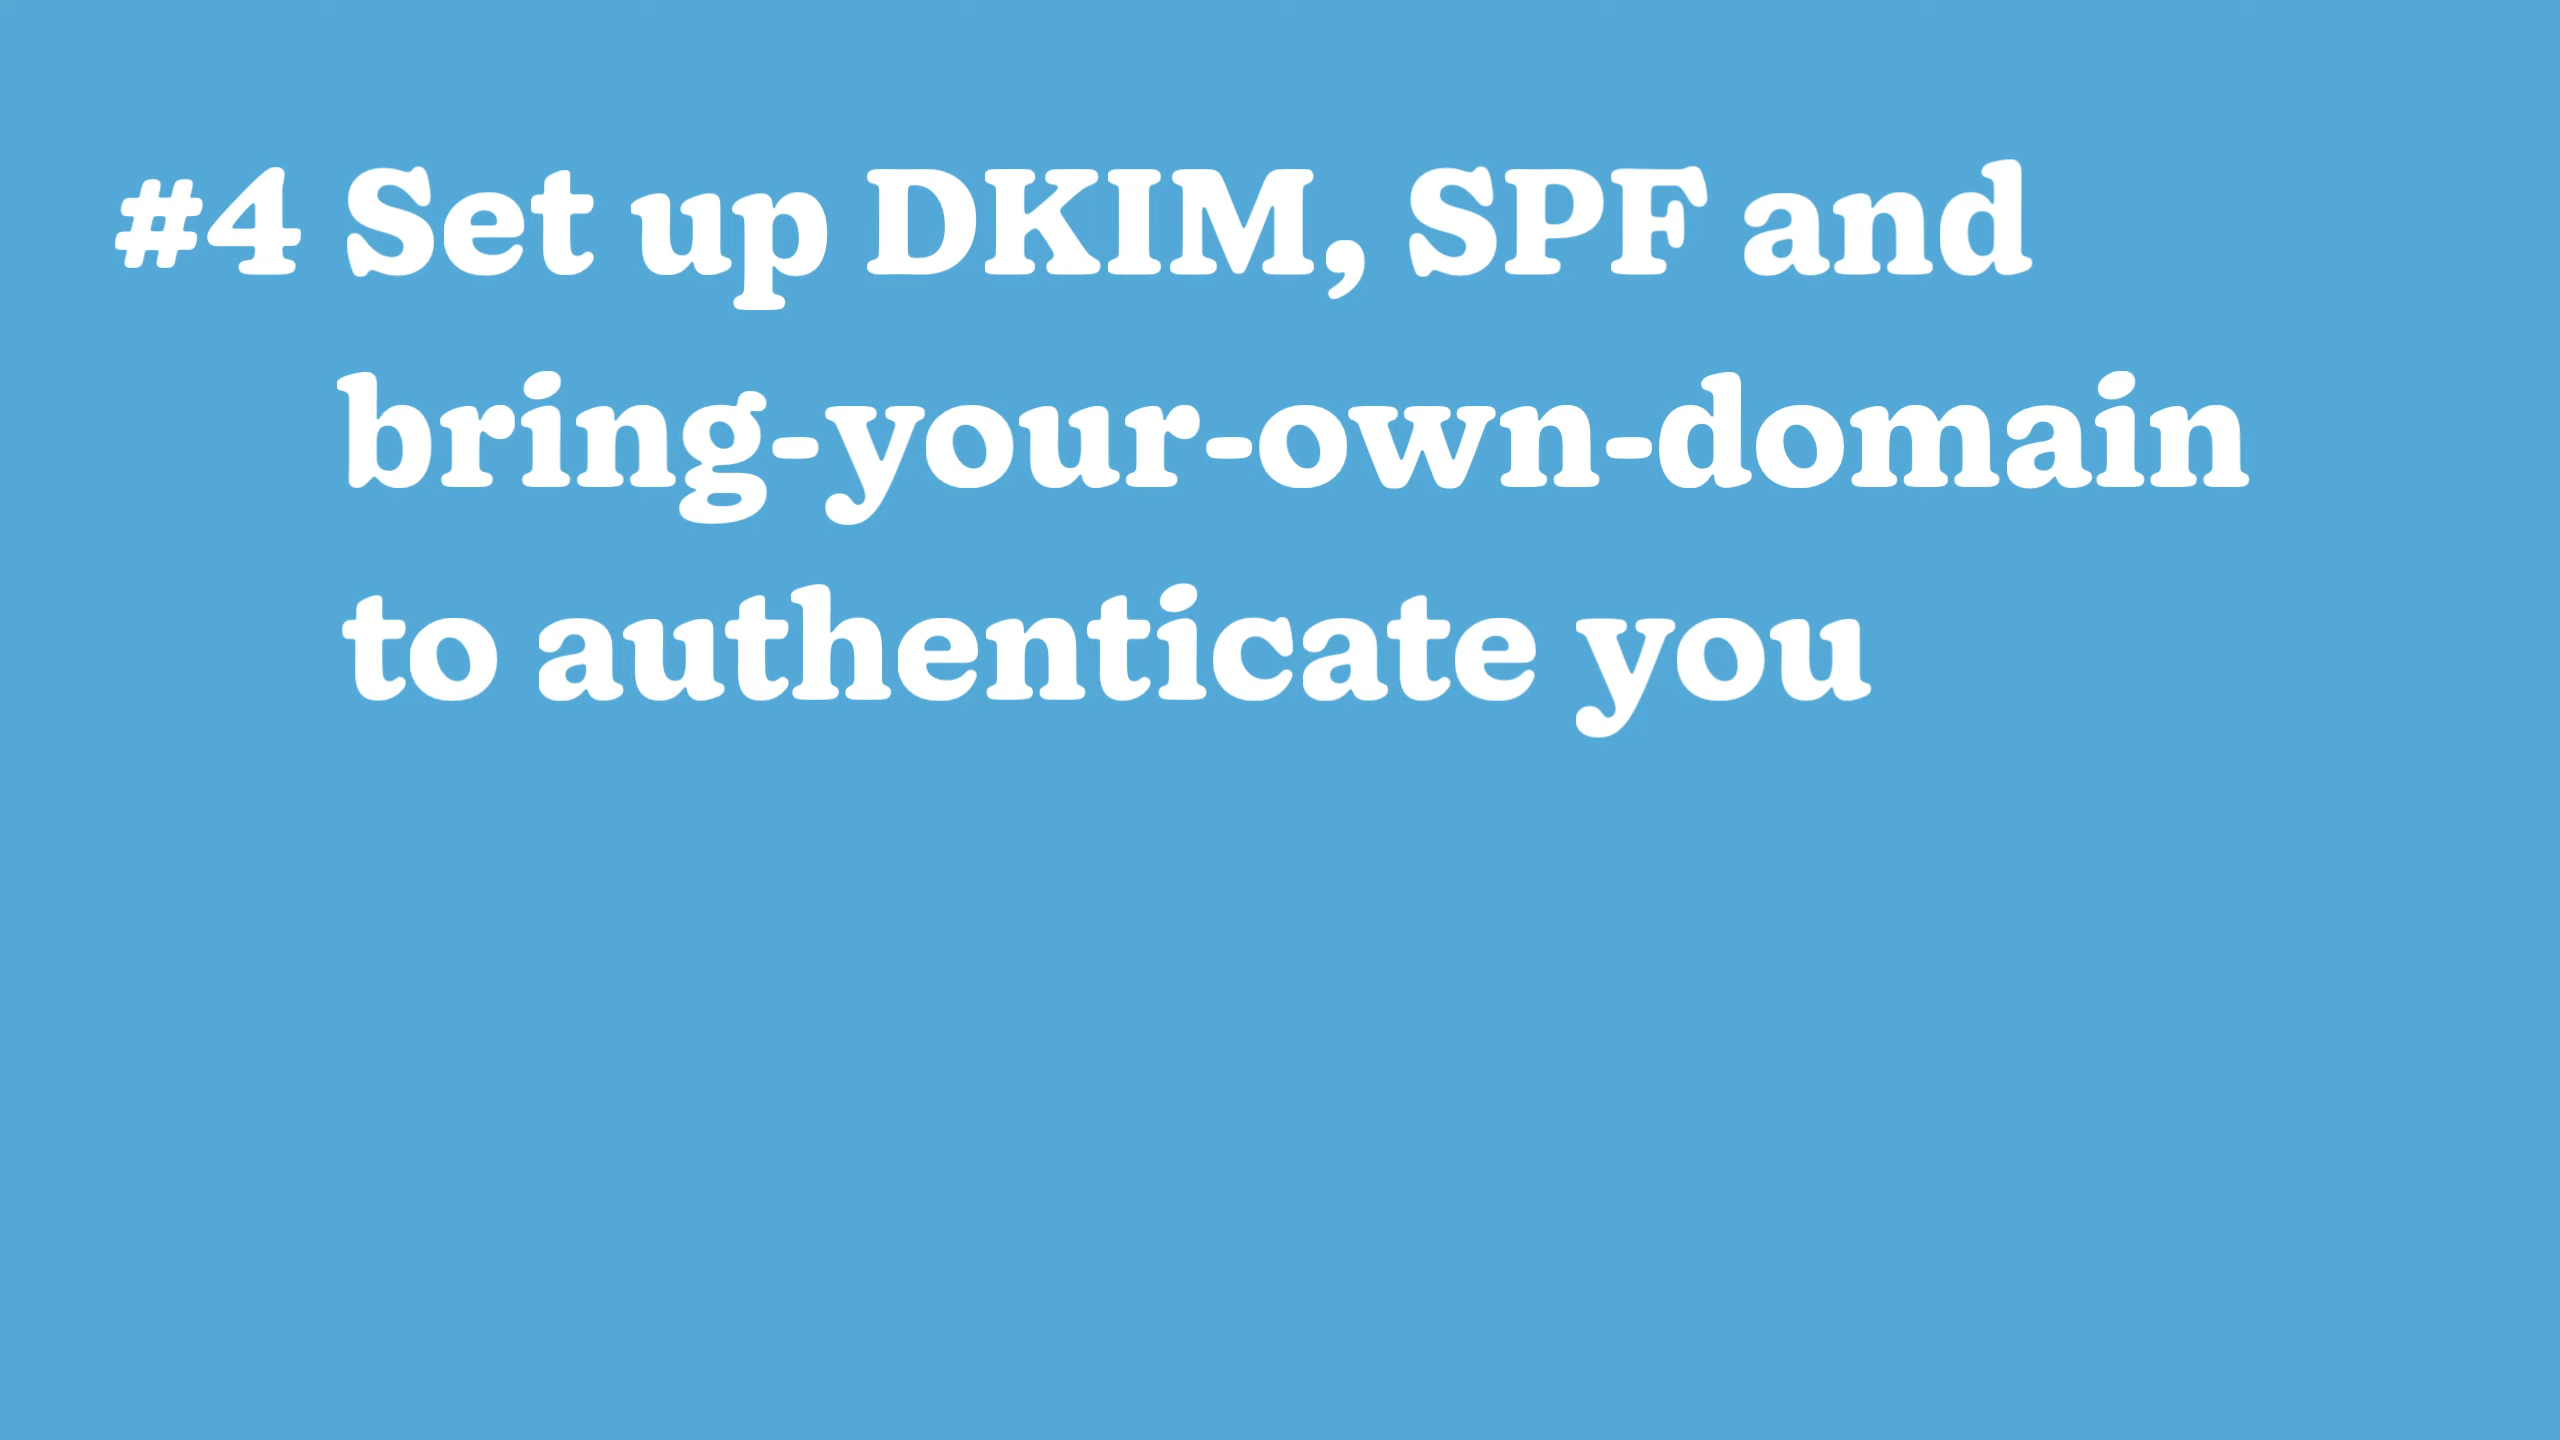 #4 Set up DKIM, SPF and
bring-your-own-domain
to authenticate you